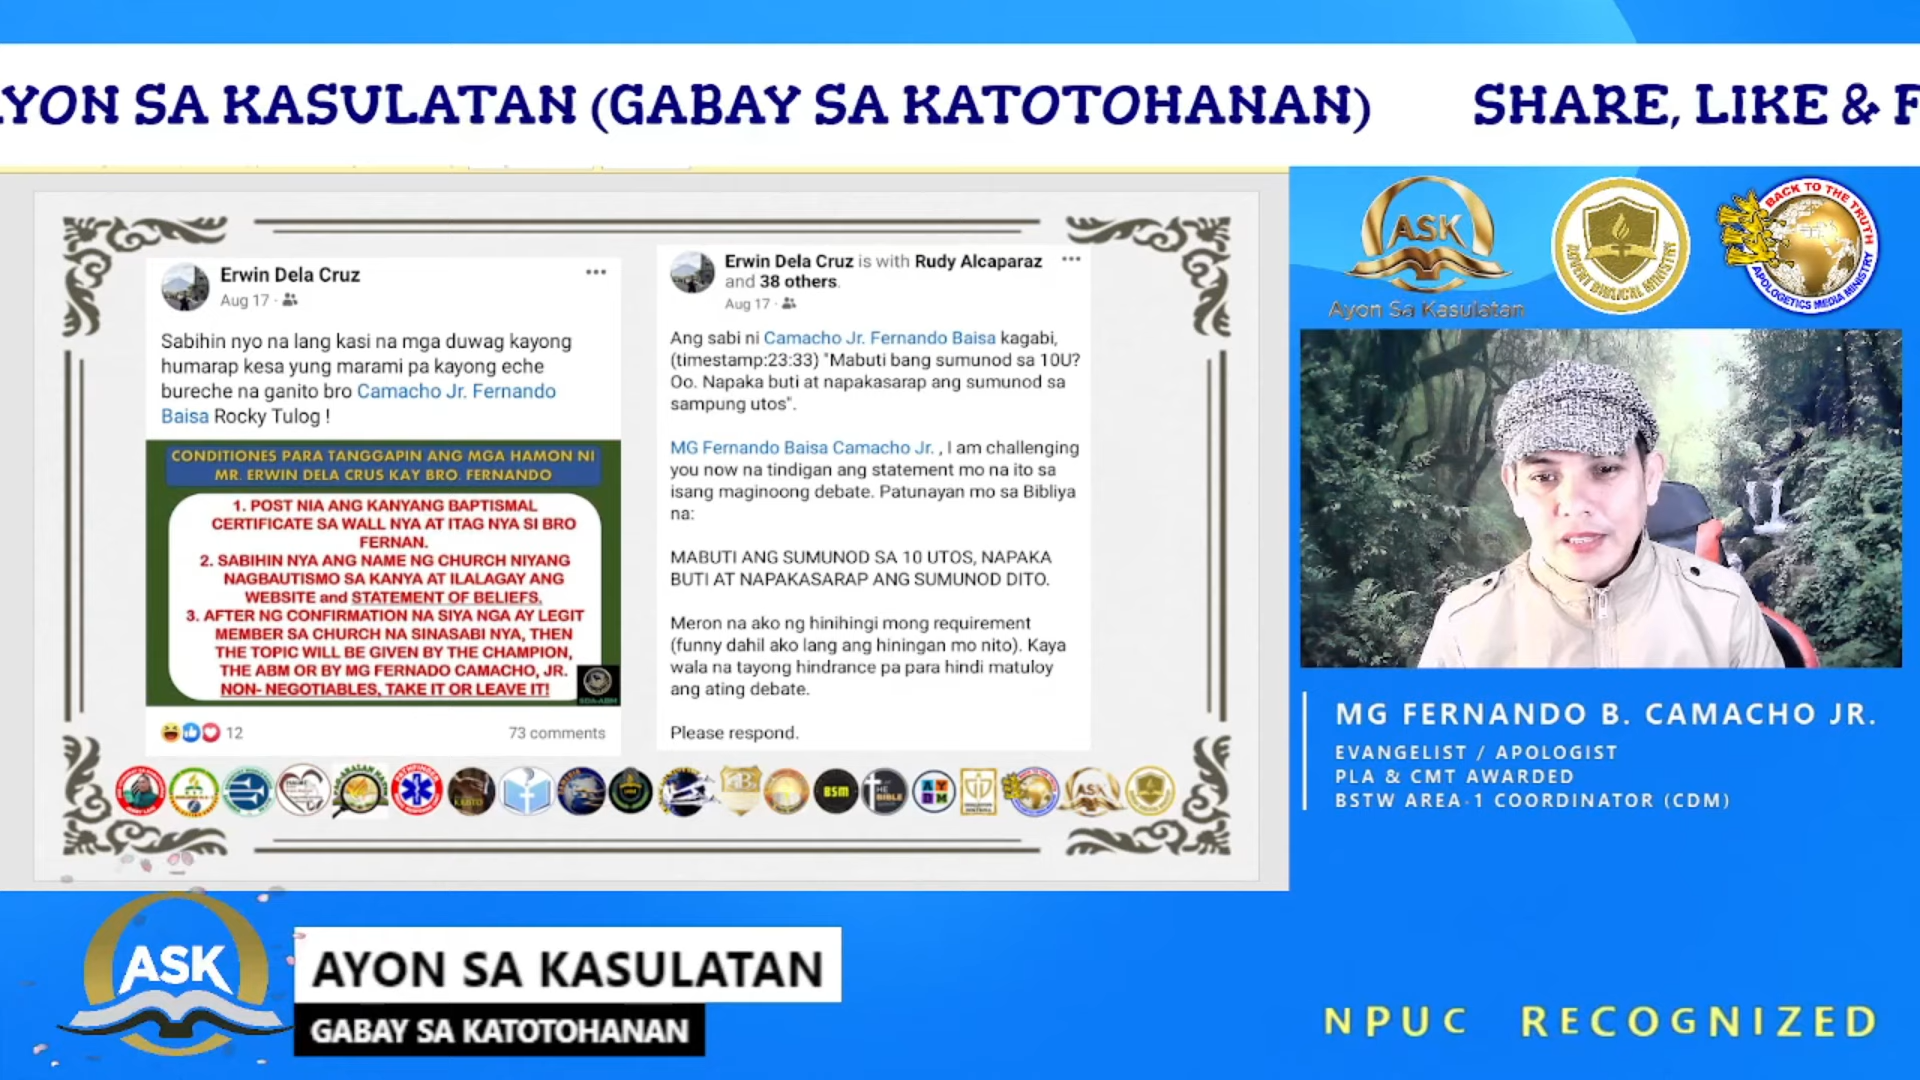 YON SA KASULATAN (GABAY SA KATOTOHANAN) SHARE, LIKE & F
Erwin Dela Cruz
Aug 17
Sabihin nyo na lang kasi na mga duwag kayong
humarap kesa yung marami pa kayong eche
bureche na ganito bro Camacho Jr. Fernando
Baisa Rocky Tulog !
CONDITIONES PARA TANGGAPIN ANG MGA HAMON NI
MR. ERWIN DELA CRUS KAY BRO. FERNANDO
1. POST NIA ANG KANYANG BAPTISMAL
CERTIFICATE SA WALL NYA AT ITAG NYA SI BRO
FERNAN.
2. SABIHIN NYA ANG NAME NG CHURCH NIYANG
NAGBAUTISMO SA KANYA AT ILALAGAY ANG
WEBSITE and STATEMENT OF BELIEFS.
3. AFTER NG CONFIRMATION NA SIYA NGA AY LEGIT
MEMBER SA CHURCH NA SINASABI NYA, THEN
THE TOPIC WILL BE GIVEN BY THE CHAMPION,
THE ABM OR BY MG FERNADO CAMACHO, JR.
NON- NEGOTIABLES, TAKE IT OR LEAVE IT!
SDA-ABM
12
73 comments
Erwin Dela Cruz is with Rudy Alcaparaz
and 38 others.
Aug 17
Ang sabi ni Camacho Jr. Fernando Baisa kagabi,
(timestamp:23:33) "Mabuti bang sumunod sa 10U?
Oo. Napaka buti at napakasarap ang sumunod sa
sampung utos".
MG Fernando Baisa Camacho Jr. , I am challenging
you now na tindigan ang statement mo na ito sa
isang maginoong debate. Patunayan mo sa Bibliya
na:
MABUTI ANG SUMUNOD SA 10 UTOS, NAPAKA
BUTI AT NAPAKASARAP ANG SUMUNOD DITO.
Meron na ako ng hinihingi mong requirement
(funny dahil ako lang ang hiningan mo nito). Kaya
wala na tayong hindrance pa para hindi matuloy
ang ating debate.
Please respond.
BSM
ASK
Ayon Sa Kasulatan
ADVENT BIBLICAL MINISTRY
BACK TO THE TRUTH
APOLOGETICS MEDIA MINISTRY
MG FERNANDO B. CAMACHO JR.
EVANGELIST / APOLOGIST
PLA & CMT AWARDED
BSTW AREA-1 COORDINATOR (CDM)
ASK
AYON SA KASULATAN
GABAY SA KATOTOHANAN
NPUC RECOGNIZED